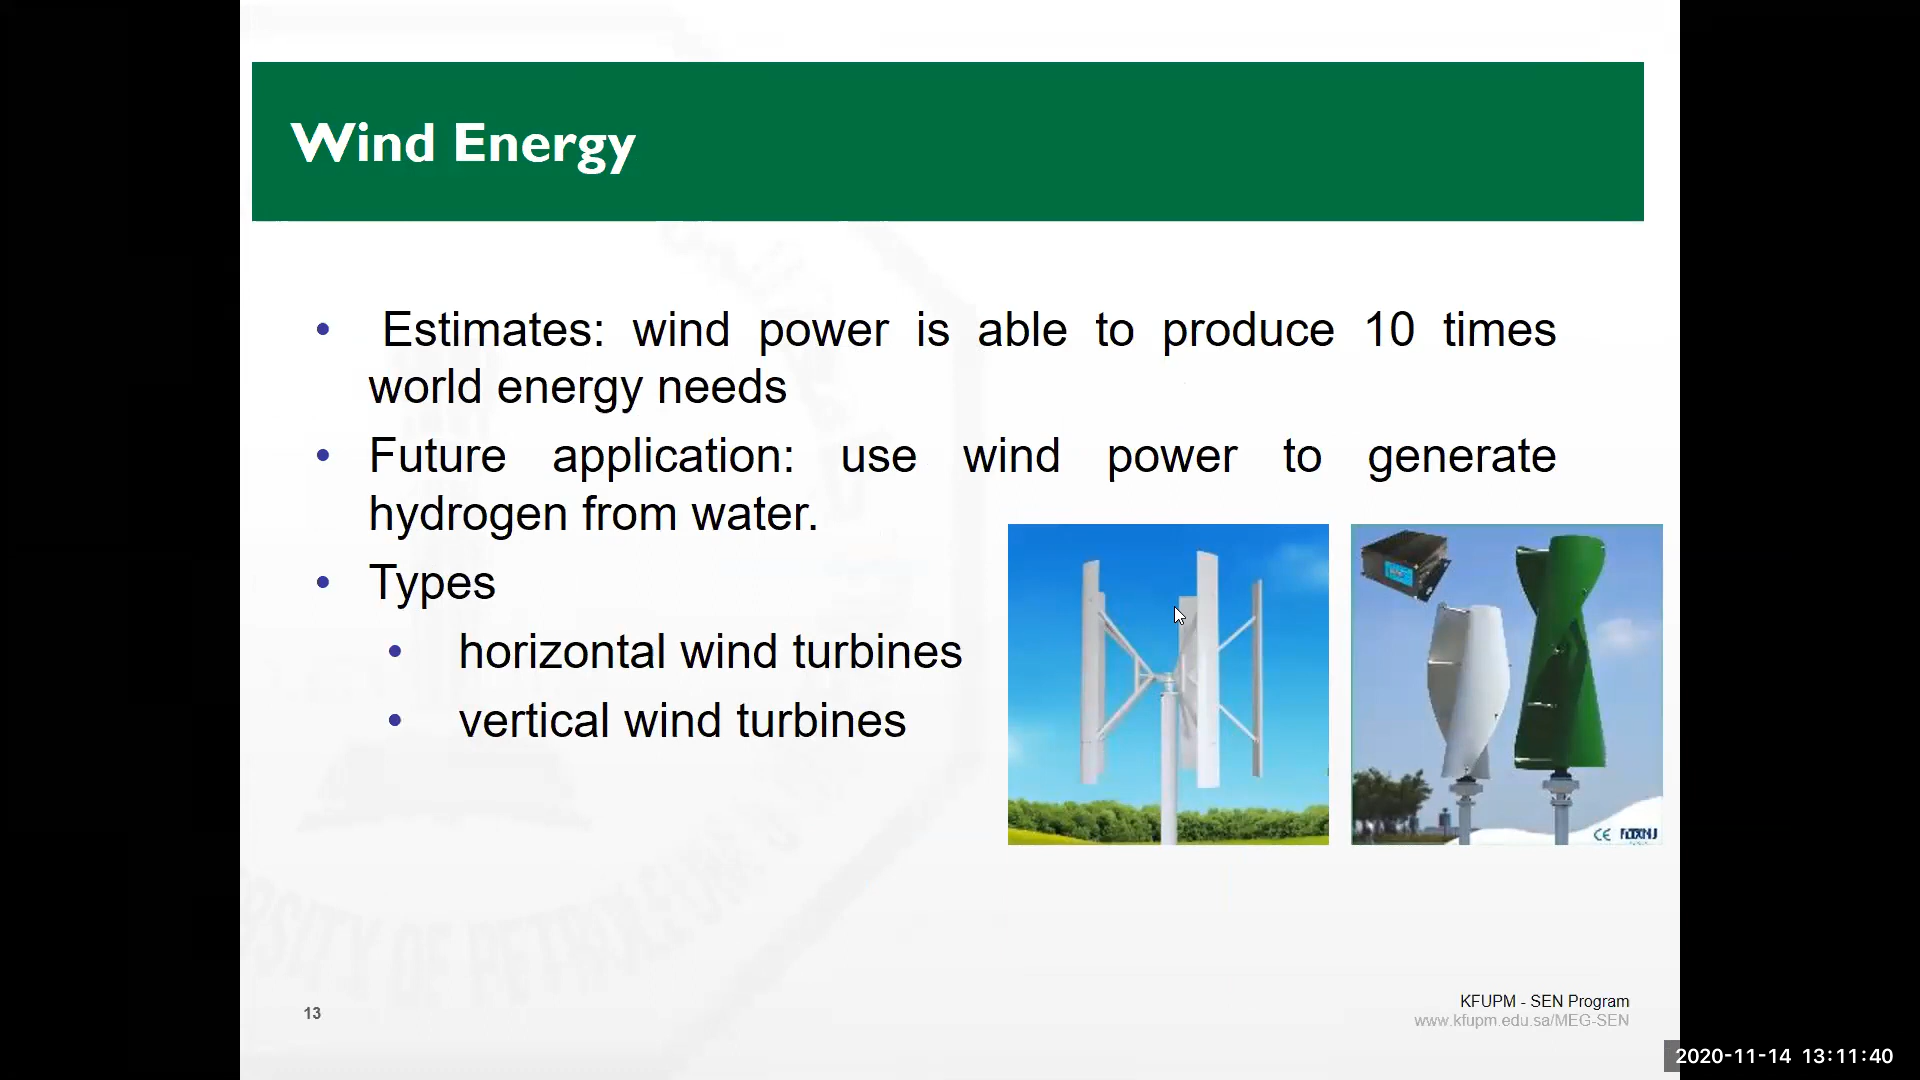 Wind Energy
• Estimates: wind power is able to produce 10 times
world energy needs
• Future application: use wind power to generate
hydrogen from water.
• Types
• horizontal wind turbines
• vertical wind turbines
CE
13
KFUPM - SEN Program
www.kfupm.edu.sa/MEG-SEN
2020-11-14 13:11:40